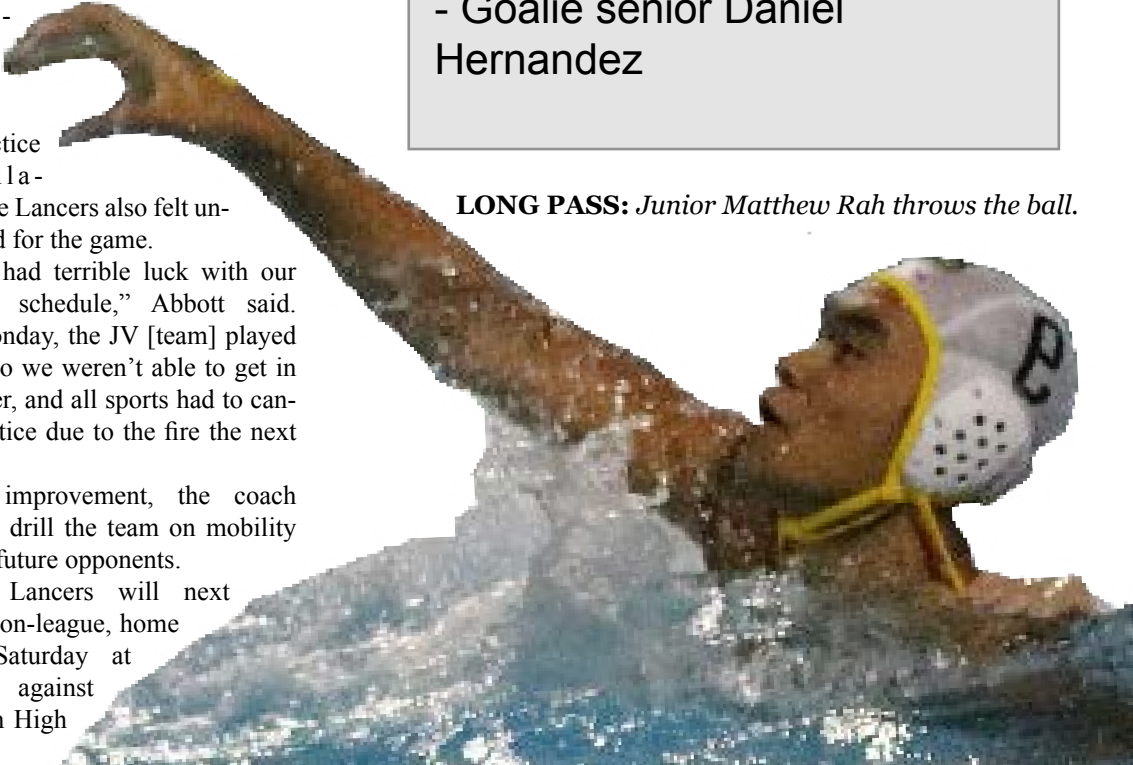 -
ctice
la-
e Lancers also felt un-
d for the game.
had terrible luck with our
schedule,” Abbott said.
onday, the JV [team] played
o we weren’t able to get in
er, and all sports had to can-
tice due to the fire the next
improvement, the coach
drill the team on mobility
future opponents.
Lancers will next
on-league, home
Saturday at
against
n High
- Goalie senior Daniel
Hernandez
LONG PASS: Junior Matthew Rah throws the ball.
9